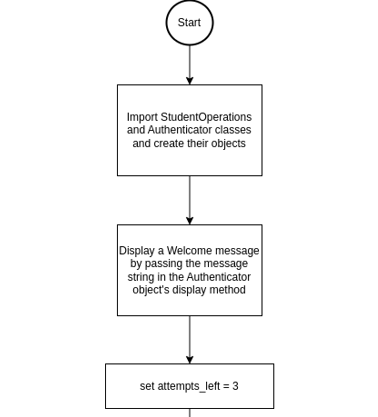 Start
Import StudentOperations
and Authenticator classes
and create their objects
Display a Welcome message
by passing the message
string in the Authenticator
object's display method
set attempts_left = 3